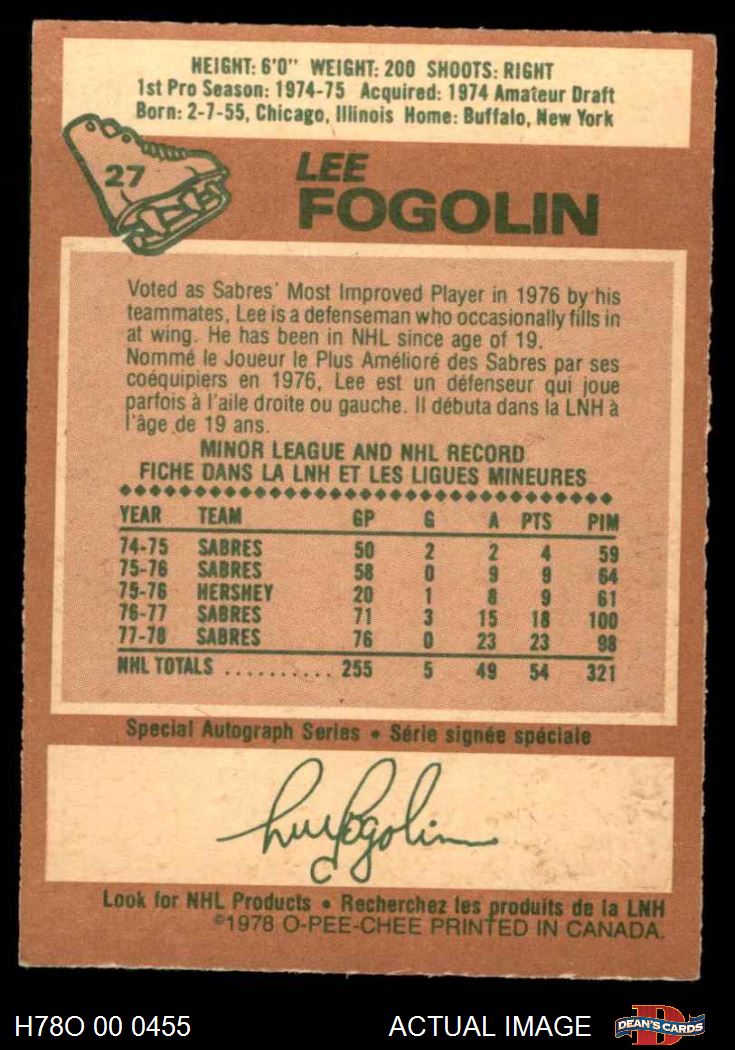 HEIGHT: 6'0" WEIGHT: 200 SHOOTS: RIGHT
1st Pro Season: 1974-75 Acquired: 1974 Amateur Draft
Born: 2-7-55, Chicago, Illinois Home: Buffalo, New York
27
LEE
FOGOLIN
Voted as Sabres' Most Improved Player in 1976 by his
teammates, Lee is a defenseman who occasionally fills in
at wing. He has been in NHL since age of 19.
Nommé le Joueur le Plus Amélioré des Sabres par ses
coéquipiers en 1976, Lee est un défenseur qui joue
parfois à l'aile droite ou gauche. Il débuta dans la LNH à
l'âge de 19 ans.
MINOR LEAGUE AND NHL RECORD
FICHE DANS LA LNH ET LES LIGUES MINEURES
YEAR TEAM GP G A PTS PIM
74-75 SABRES 50 2 2 4 59
75-76 SABRES 58 0 9 9 64
75-76 HERSHEY 20 1 8 9 61
76-77 SABRES 71 3 15 18 100
77-78 SABRES 76 0 23 23 98
NHL TOTALS .......... 255 5 49 54 321
Special Autograph Series • Série signée spéciale
Lee Fogolin
Look for NHL Products • Recherchez les produits de la LNH
©1978 O-PEE-CHEE PRINTED IN CANADA.
H78O 00 0455 ACTUAL IMAGE D DEAN'S CARDS